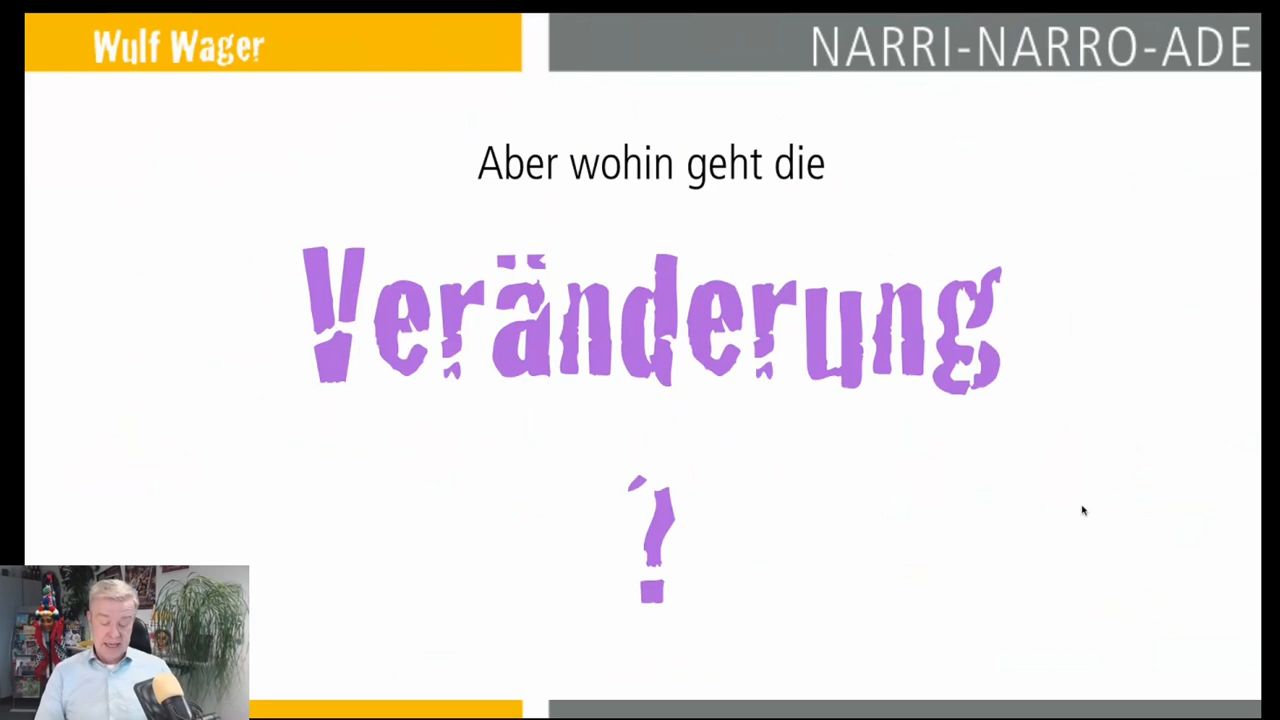 Wulf Wager
NARRI-NARRO-ADE
Aber wohin geht die
Veränderung
?